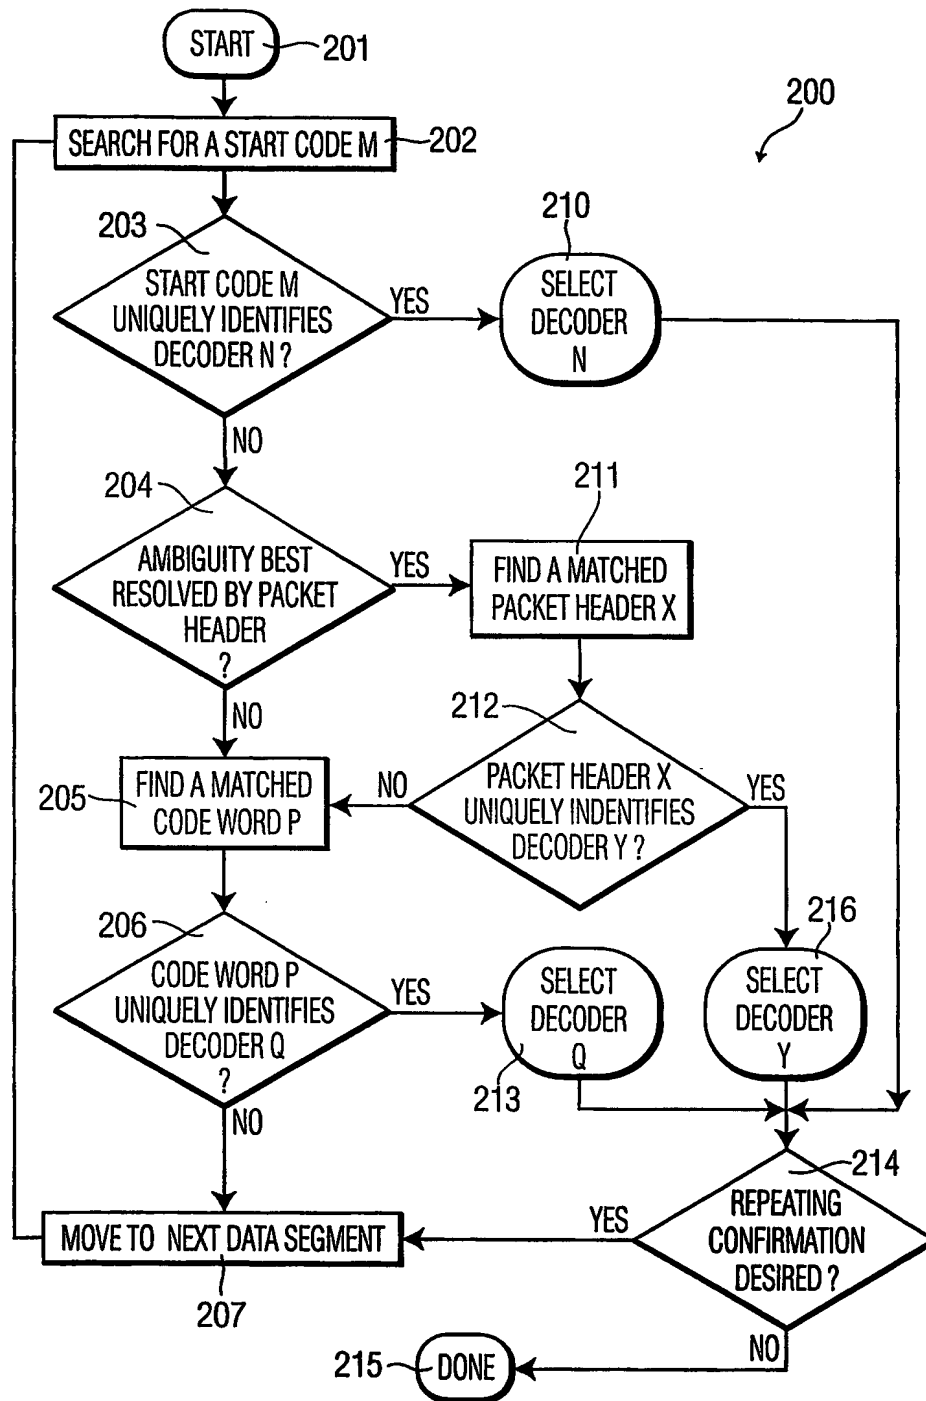 START
201
200
SEARCH FOR A START CODE M
202
203
START CODE M
UNIQUELY IDENTIFIES
DECODER N ?
YES
210
SELECT
DECODER
N
NO
204
AMBIGUITY BEST
RESOLVED BY PACKET
HEADER
?
YES
211
FIND A MATCHED
PACKET HEADER X
NO
212
PACKET HEADER X
UNIQUELY INDENTIFIES
DECODER Y ?
NO
YES
205
FIND A MATCHED
CODE WORD P
206
CODE WORD P
UNIQUELY IDENTIFIES
DECODER Q
?
YES
SELECT
DECODER
Q
213
216
SELECT
DECODER
Y
NO
214
REPEATING
CONFIRMATION
DESIRED ?
YES
MOVE TO NEXT DATA SEGMENT
207
NO
215
DONE